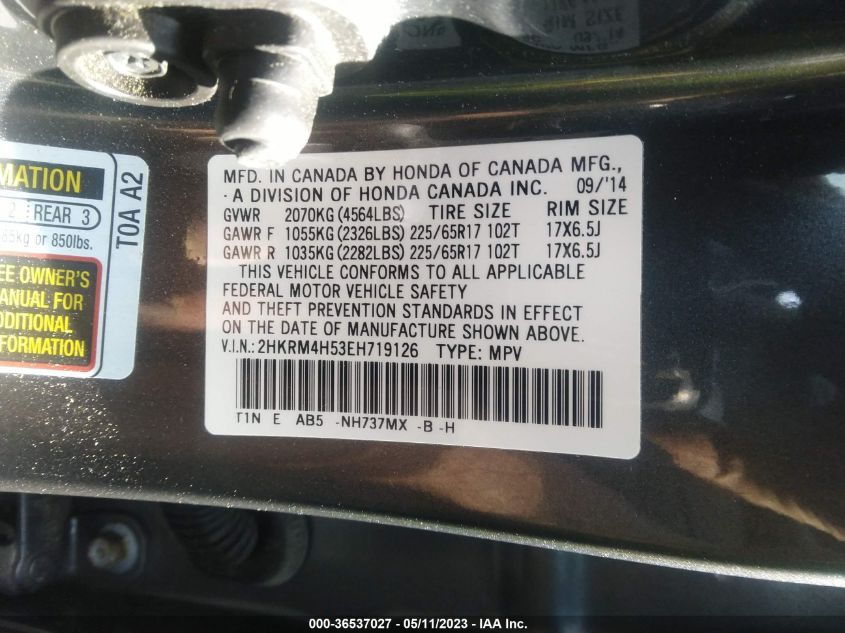 MFD. IN CANADA BY HONDA OF CANADA MFG.,
A DIVISION OF HONDA CANADA INC. 09/'14
GVWR 2070KG (4564LBS) TIRE SIZE RIM SIZE
GAWR F 1055KG (2326LBS) 225/65R17 102T 17X6.5J
GAWR R 1035KG (2282LBS) 225/65R17 102T 17X6.5J
THIS VEHICLE CONFORMS TO ALL APPLICABLE
FEDERAL MOTOR VEHICLE SAFETY
AND THEFT PREVENTION STANDARDS IN EFFECT
ON THE DATE OF MANUFACTURE SHOWN ABOVE.
V.I.N.: 2HKRM4H53EH719126 TYPE: MPV
T1N E AB5 -NH737MX -B -H
MATION
2 REAR 3
kg or 850lbs.
EE OWNER'S
MANUAL FOR
DDITIONAL
FORMATION
T0A A2
000-36537027 - 05/11/2023 - IAA Inc.